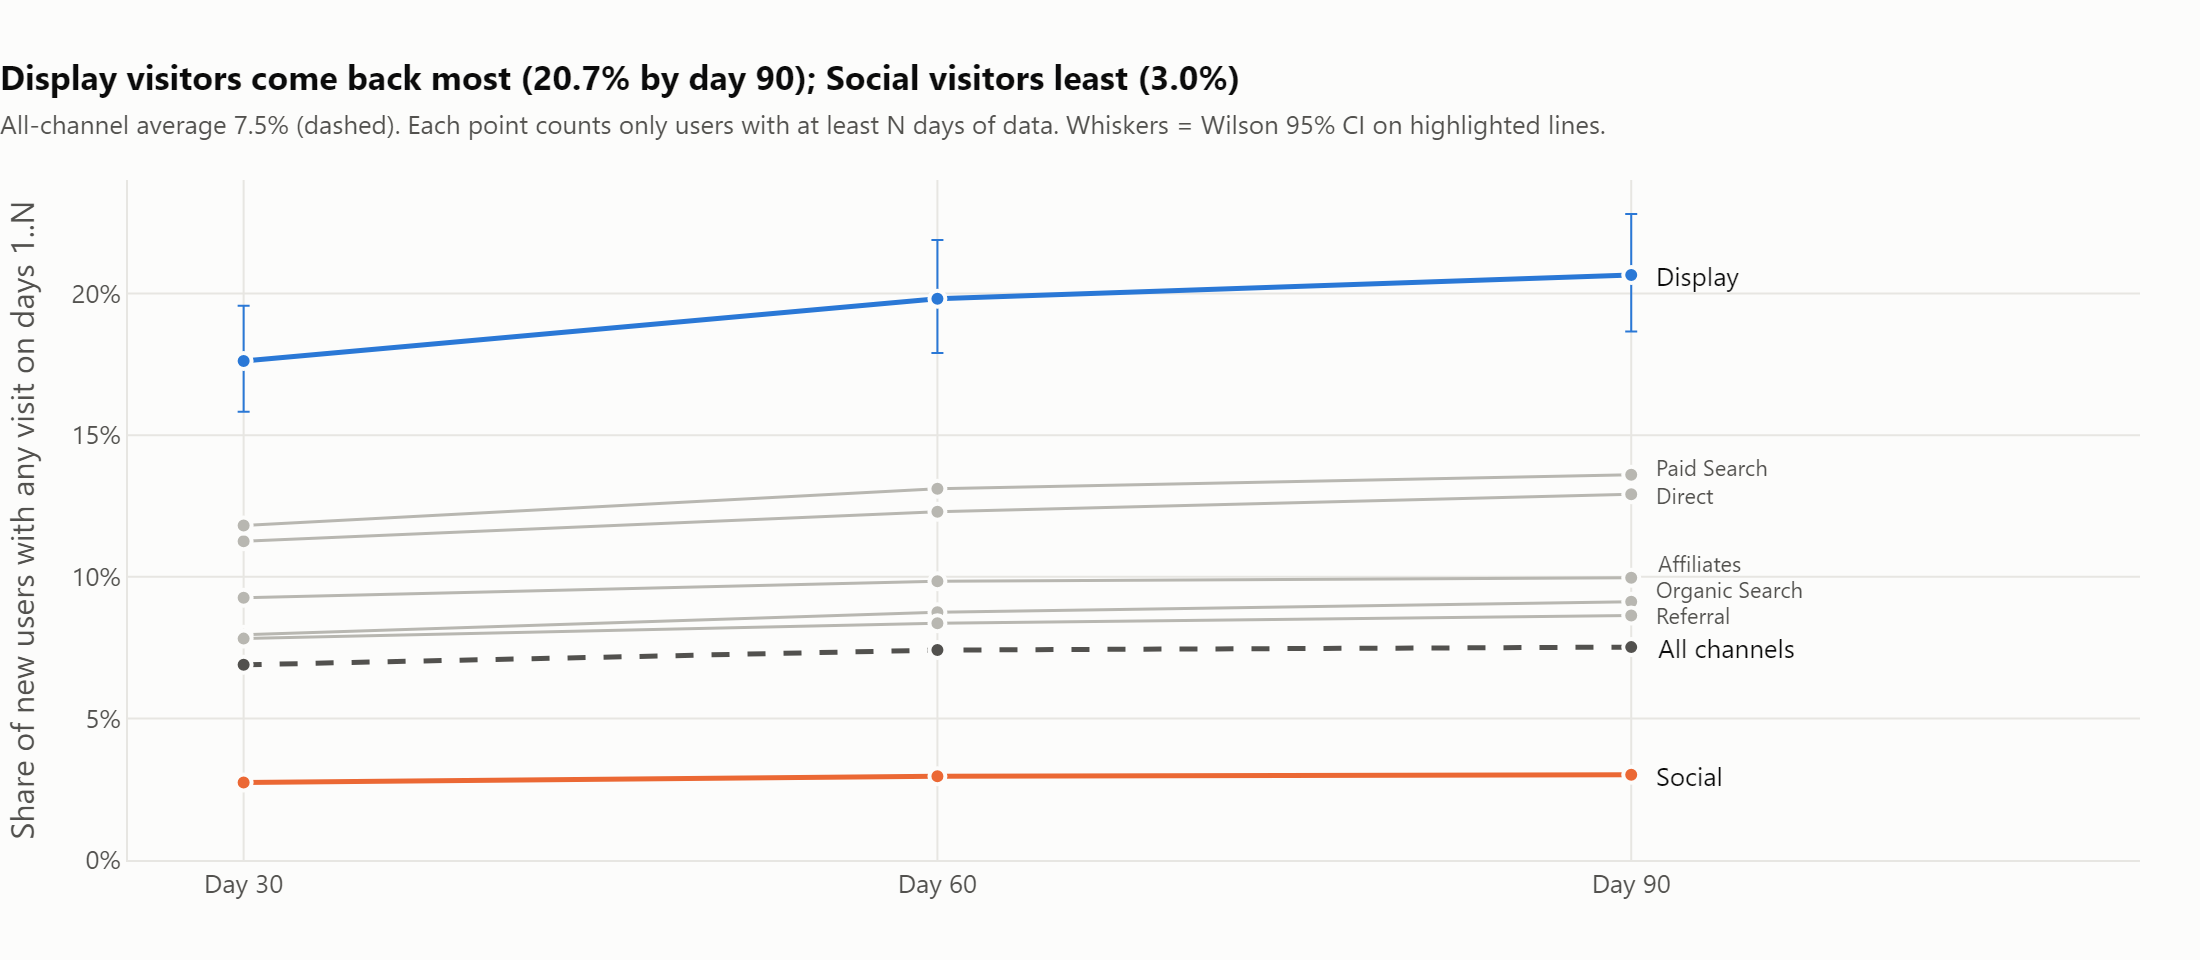 Display visitors come back most (20.7% by day 90); Social visitors least (3.0%)
All-channel average 7.5% (dashed). Each point counts only users with at least N days of data. Whiskers = Wilson 95% CI on highlighted lines.
Share of new users with any visit on days 1..N
20%
15%
10%
5%
0%
Display
Paid Search
Direct
Affiliates
Organic Search
Referral
All channels
Social
Day 30
Day 60
Day 90